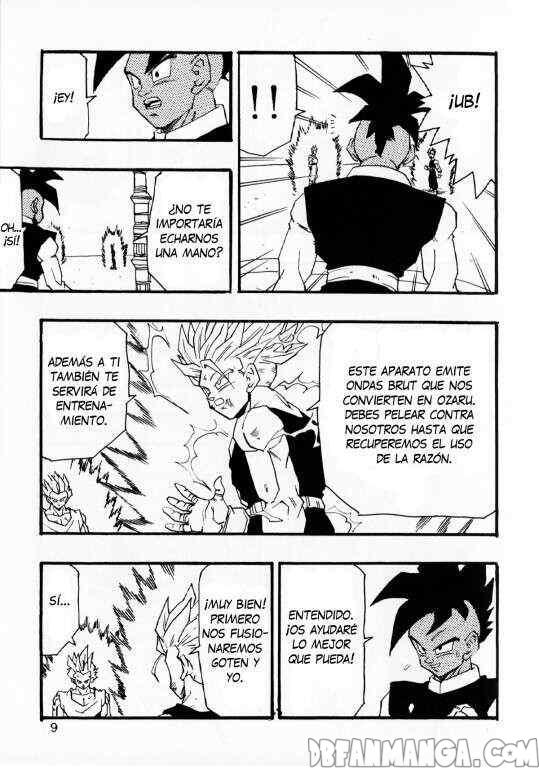 ¡UB!
!!
¡EY!
¿NO TE
IMPORTARÍA
ECHARNOS
UNA MANO?
OH...
¡SÍ!
ESTE APARATO EMITE
ONDAS BRUT QUE NOS
CONVIERTEN EN OZARU.
DEBES PELEAR CONTRA
NOSOTROS HASTA QUE
RECUPEREMOS EL USO
DE LA RAZÓN.
ADEMÁS A TI
TAMBIÉN TE
SERVIRÁ DE
ENTRENA-
MIENTO.
ENTENDIDO.
¡OS AYUDARÉ
LO MEJOR
QUE PUEDA!
¡MUY BIEN!
PRIMERO
NOS FUSIO-
NAREMOS
GOTEN Y
YO.
SÍ...
9
DBFANMANGA.COM